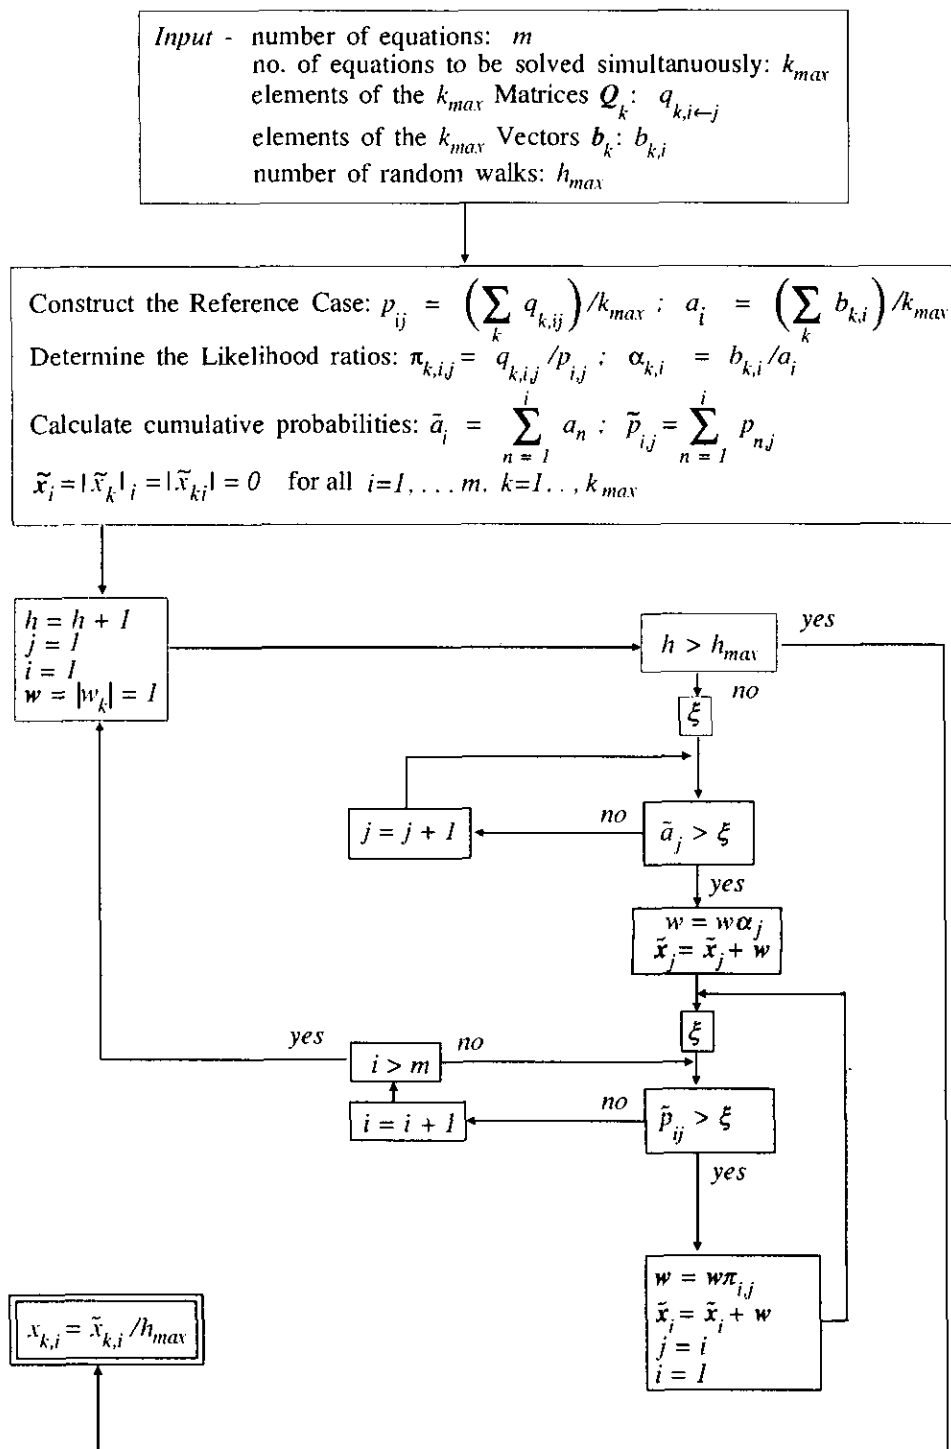 Input - number of equations: m
no. of equations to be solved simultanuously: k_max
elements of the k_max Matrices Q_k: q_k,i←j
elements of the k_max Vectors b_k: b_k,i
number of random walks: h_max
Construct the Reference Case: p_ij = (∑_k q_k,ij)/k_max ; a_i = (∑_k b_k,i)/k_max
Determine the Likelihood ratios: π_k,i,j = q_k,i,j/p_i,j ; α_k,i = b_k,i/a_i
Calculate cumulative probabilities: ã_i = ∑_{n = 1}^{i} a_n ; p̃_i,j = ∑_{n = 1}^{i} p_n,j
x̃_i = |x̃_k|_i = |x̃_ki| = 0 for all i=1, . . . m. k=1 . . , k_max
h = h + 1
j = 1
i = 1
w = |w_k| = 1
h > h_max
yes
no
ξ
j = j + 1
no
ã_j > ξ
yes
w = wα_j
x̃_j = x̃_j + w
ξ
yes
i > m
no
i = i + 1
no
p̃_ij > ξ
yes
w = wπ_i,j
x̃_i = x̃_i + w
j = i
i = 1
x_k,i = x̃_k,i/h_max